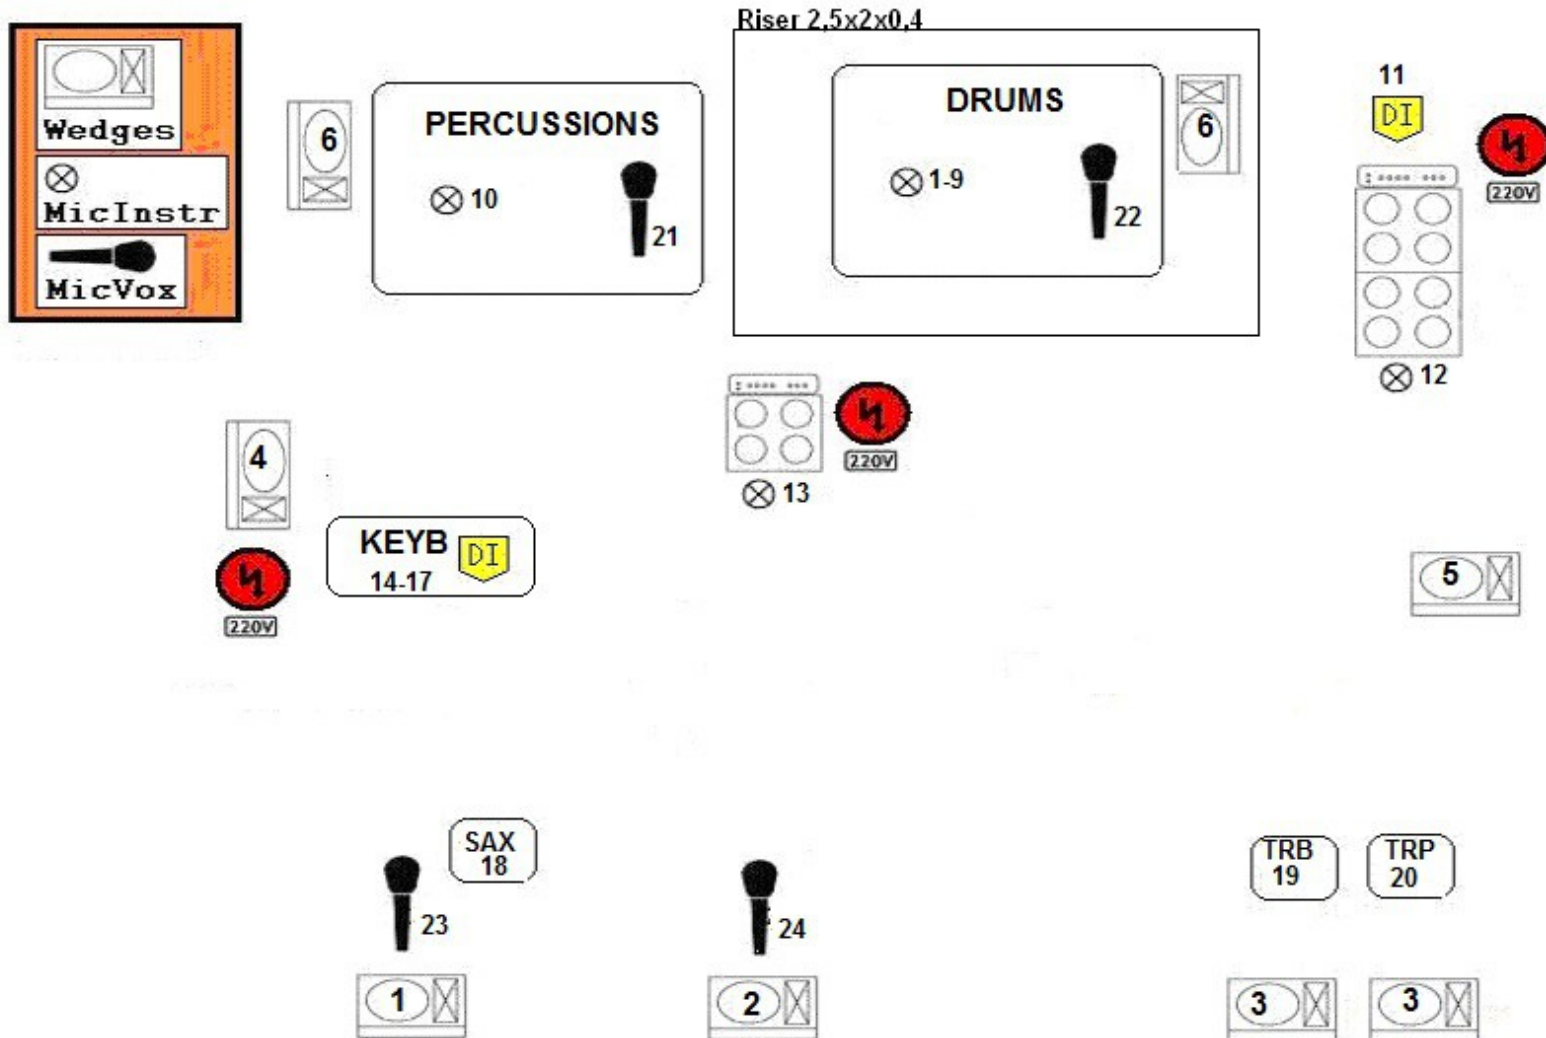 Riser 2,5x2x0,4
Wedges
MicInstr
MicVox
6
PERCUSSIONS
10
21
DRUMS
1-9
22
6
11
DI
220V
12
13
220V
4
220V
KEYB
14-17
DI
5
SAX
18
23
24
TRB
19
TRP
20
1
2
3
3